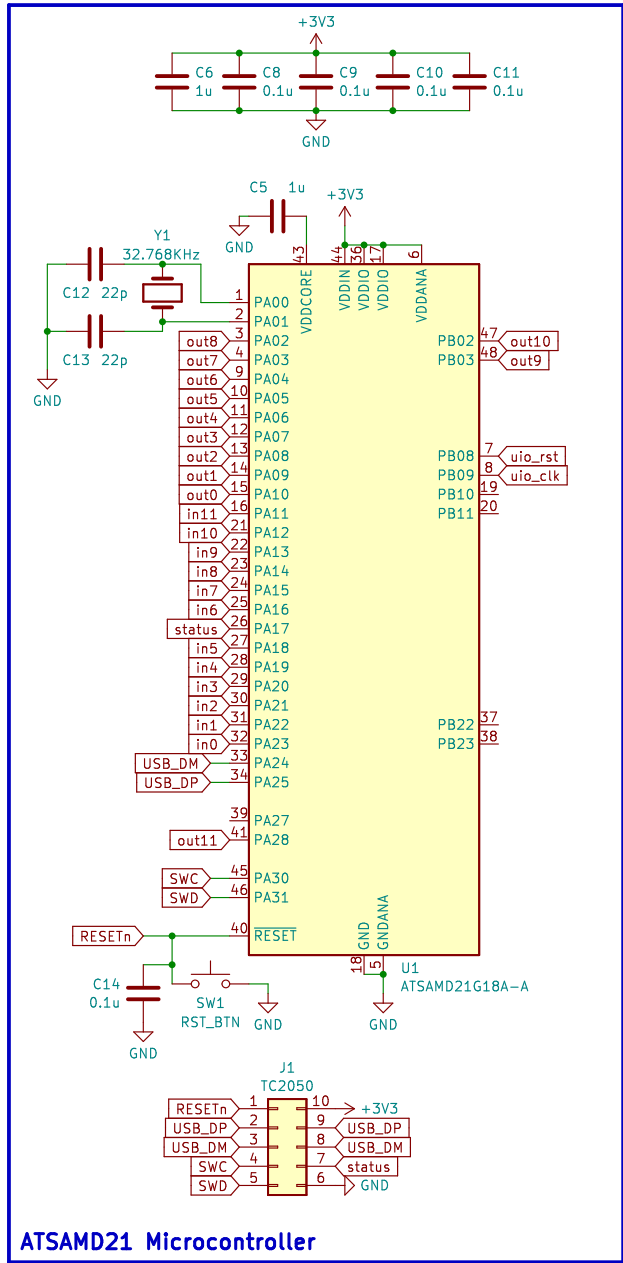 +3V3
C6 C8 C9 C10 C11
1u 0.1u 0.1u 0.1u 0.1u
GND
C5 1u +3V3
GND
Y1
32.768KHz
C12 22p
C13 22p
GND
43 VDDCORE
44 VDDIN
36 VDDIO
17 VDDIO
6 VDDANA
1 PA00
2 PA01
out8 3 PA02
out7 4 PA03
out6 9 PA04
out5 10 PA05
out4 11 PA06
out3 12 PA07
out2 13 PA08
out1 14 PA09
out0 15 PA10
in11 16 PA11
in10 21 PA12
in9 22 PA13
in8 23 PA14
in7 24 PA15
in6 25 PA16
status 26 PA17
in5 27 PA18
in4 28 PA19
in3 29 PA20
in2 30 PA21
in1 31 PA22
in0 32 PA23
USB_DM 33 PA24
USB_DP 34 PA25
39 PA27
out11 41 PA28
SWC 45 PA30
SWD 46 PA31
RESETn 40 RESET
PB02 47 out10
PB03 48 out9
PB08 7 uio_rst
PB09 8 uio_clk
PB10 19
PB11 20
PB22 37
PB23 38
GND 18
GNDANA 5
U1
ATSAMD21G18A-A
GND
C14
0.1u
GND
SW1
RST_BTN
GND
J1
TC2050
RESETn 1 10 +3V3
USB_DP 2 9 USB_DP
USB_DM 3 8 USB_DM
SWC 4 7 status
SWD 5 6 GND
ATSAMD21 Microcontroller